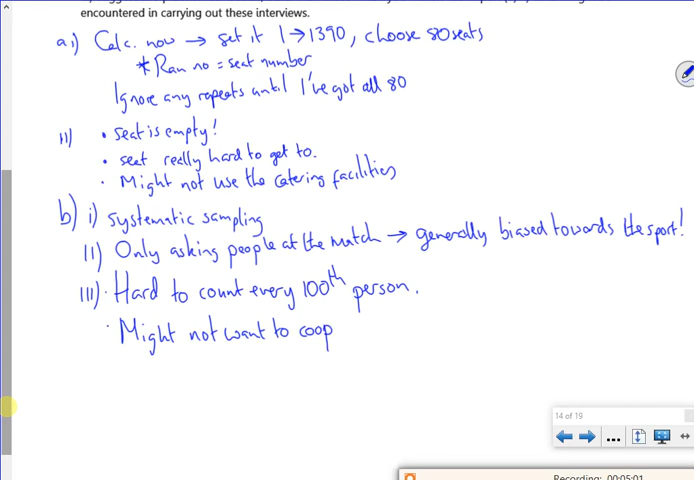 encountered in carrying out these interviews.
a i) Calc. now → set it 1→1390, choose 80 seats
*Ran no = seat number
Ignore any repeats until I've got all 80
ii) • seat is empty!
• seat really hard to get to.
• Might not use the catering facilities
b) i) systematic sampling
ii) Only asking people at the match → generally biased towards the sport!
iii) • Hard to count every 100th person.
• Might not want to coop
14 of 19
...
Recording: 00:05:01